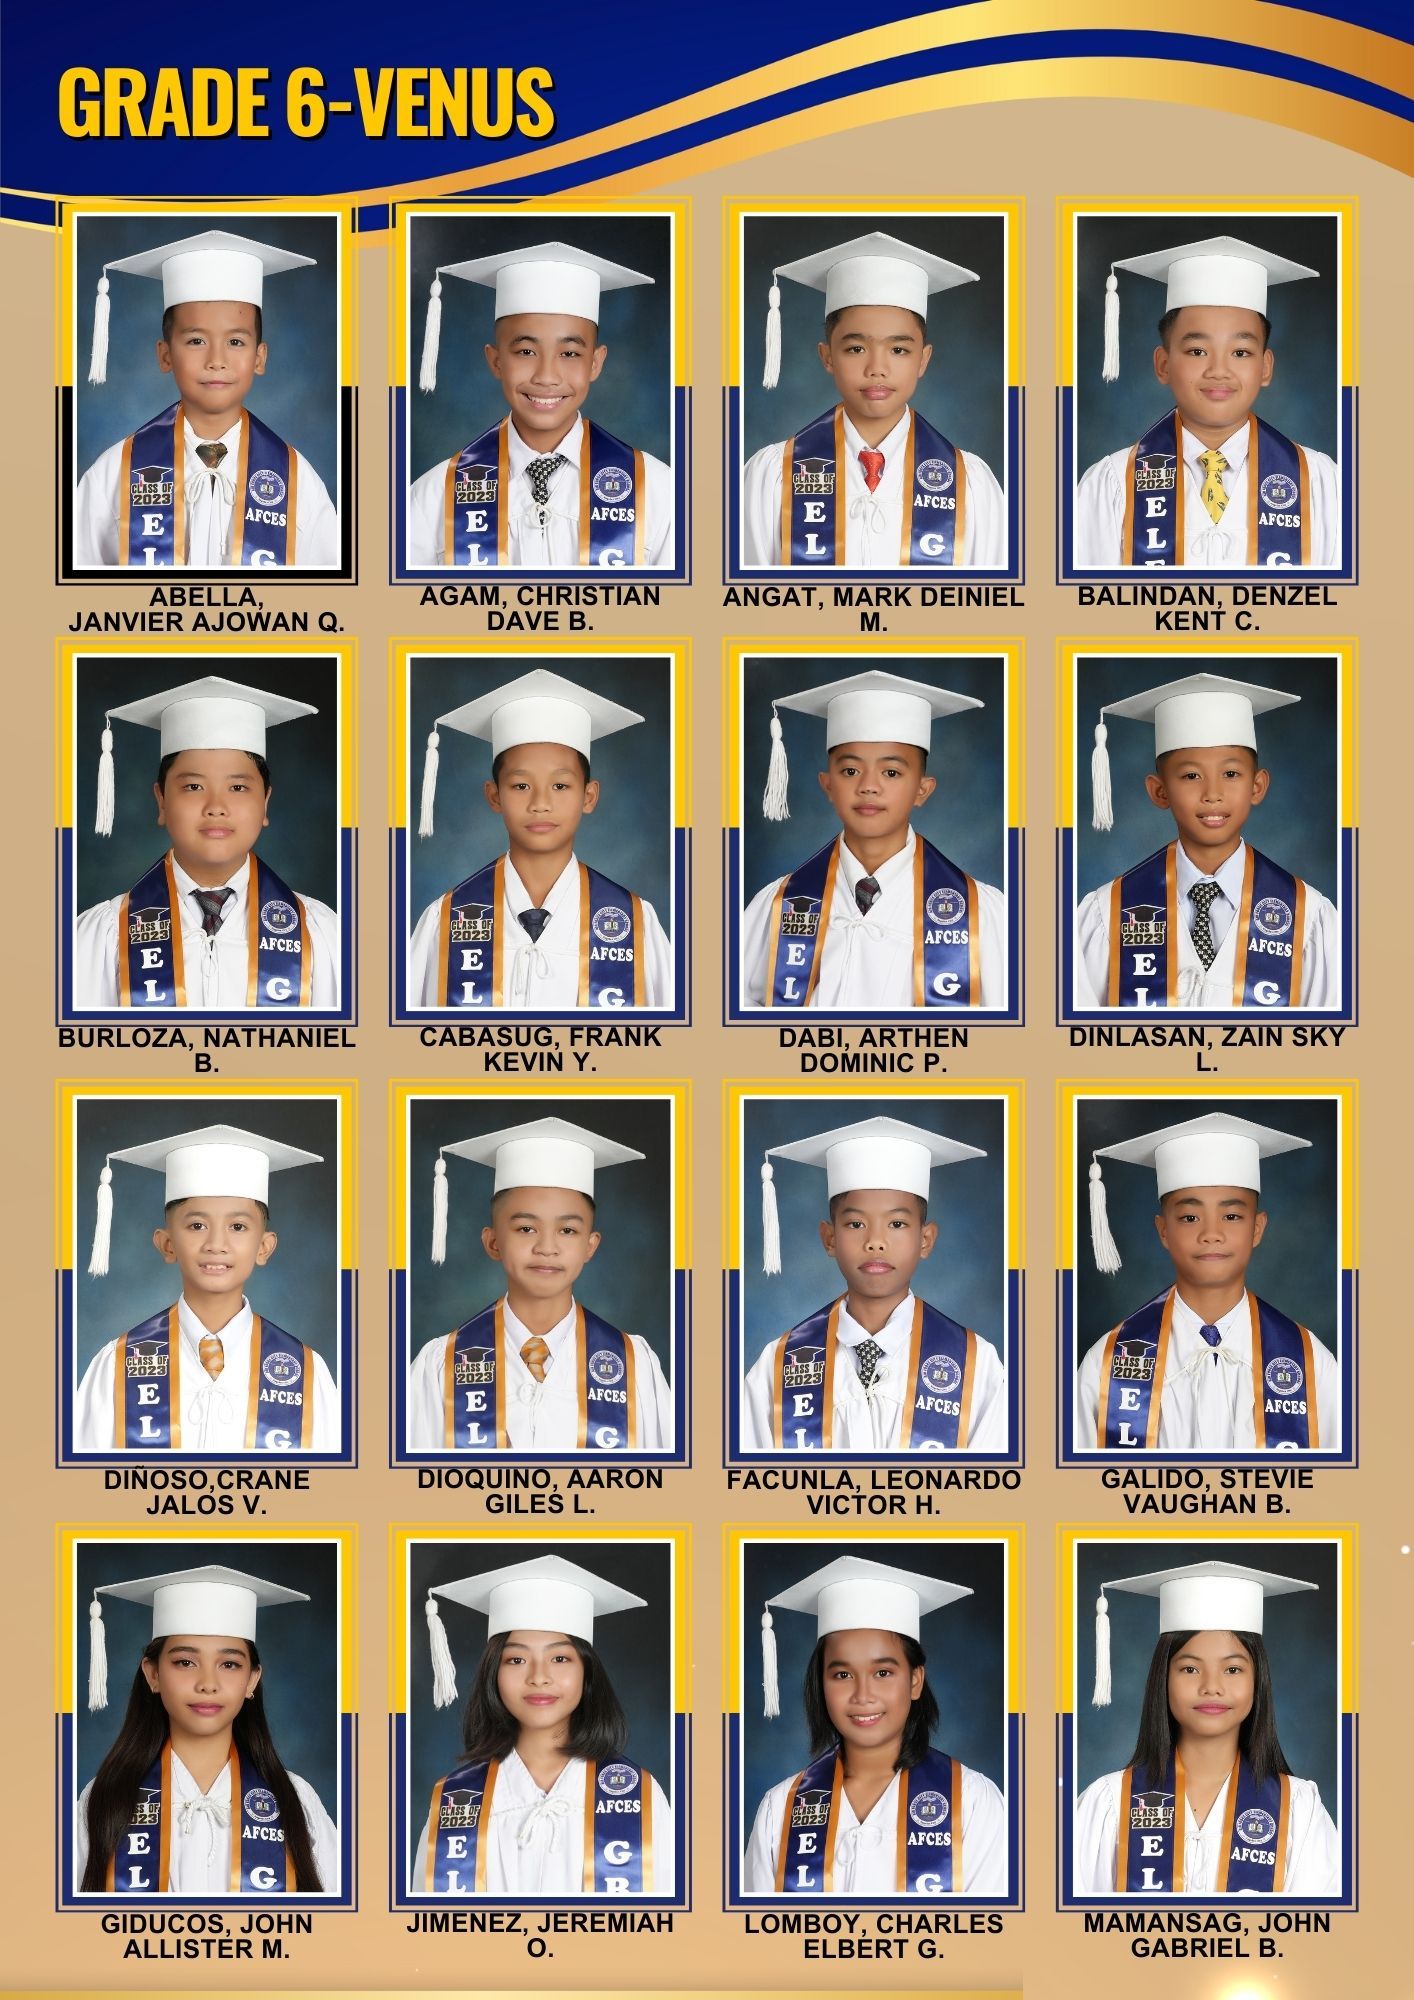 GRADE 6-VENUS
CLASS OF
2023
E
L
AFCES
G
CLASS OF
2023
E
L
AFCES
G
CLASS OF
2023
E
L
AFCES
G
CLASS OF
2023
E
L
AFCES
G
ABELLA,
JANVIER AJOWAN Q.
AGAM, CHRISTIAN
DAVE B.
ANGAT, MARK DEINIEL
M.
BALINDAN, DENZEL
KENT C.
CLASS OF
2023
E
L
AFCES
G
CLASS OF
2023
E
L
AFCES
G
CLASS OF
2023
E
L
AFCES
G
CLASS OF
2023
E
L
AFCES
G
BURLOZA, NATHANIEL
B.
CABASUG, FRANK
KEVIN Y.
DABI, ARTHEN
DOMINIC P.
DINLASAN, ZAIN SKY
L.
CLASS OF
2023
E
L
AFCES
G
CLASS OF
2023
E
L
AFCES
G
CLASS OF
2023
E
L
AFCES
G
CLASS OF
2023
E
L
AFCES
G
DIÑOSO,CRANE
JALOS V.
DIOQUINO, AARON
GILES L.
FACUNLA, LEONARDO
VICTOR H.
GALIDO, STEVIE
VAUGHAN B.
SS OF
023
E
L
AFCES
G
CLASS OF
2023
E
L
AFCES
G
R
CLASS OF
2023
E
L
AFCES
G
CLASS OF
2023
E
L
AFCES
G
GIDUCOS, JOHN
ALLISTER M.
JIMENEZ, JEREMIAH
O.
LOMBOY, CHARLES
ELBERT G.
MAMANSAG, JOHN
GABRIEL B.